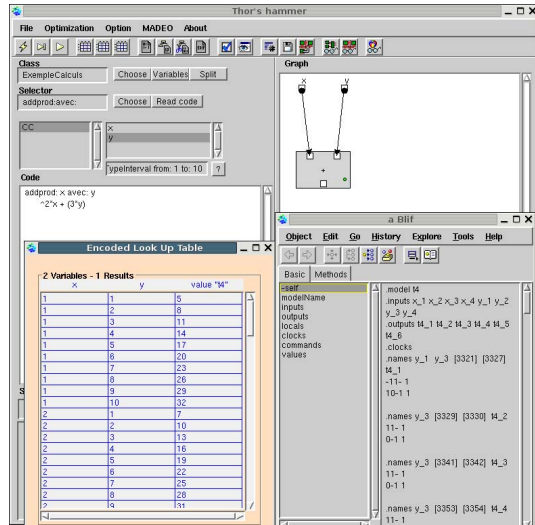 Thor's hammer
File Optimization Option MADEO About
Class
ExempleCalculs Choose Variables Split
Selector
addprod:avec: Choose Read code
CC
x
y
TypeInterval from: 1 to: 10 ?
Code
addprod: x avec: y
^2*x + (3*y)
Graph
x y
+
Encoded Look Up Table
2 Variables - 1 Results
x y value "t4"
1 1 5
1 2 8
1 3 11
1 4 14
1 5 17
1 6 20
1 7 23
1 8 26
1 9 29
1 10 32
2 1 7
2 2 10
2 3 13
2 4 16
2 5 19
2 6 22
2 7 25
2 8 28
2 9 31
a Blif
Object Edit Go History Explore Tools Help
Basic Methods
-self
modelName
inputs
outputs
locals
clocks
commands
values
.model t4
.inputs x_1 x_2 x_3 x_4 y_1 y_2
y_3 y_4
.outputs t4_1 t4_2 t4_3 t4_4 t4_5
t4_6
.clocks
.names y_1 y_3 [3321] [3327]
t4_1
-11- 1
10-1 1
.names y_3 [3329] [3330] t4_2
11- 1
0-1 1
.names y_3 [3341] [3342] t4_3
11- 1
0-1 1
.names y_3 [3353] [3354] t4_4
11- 1